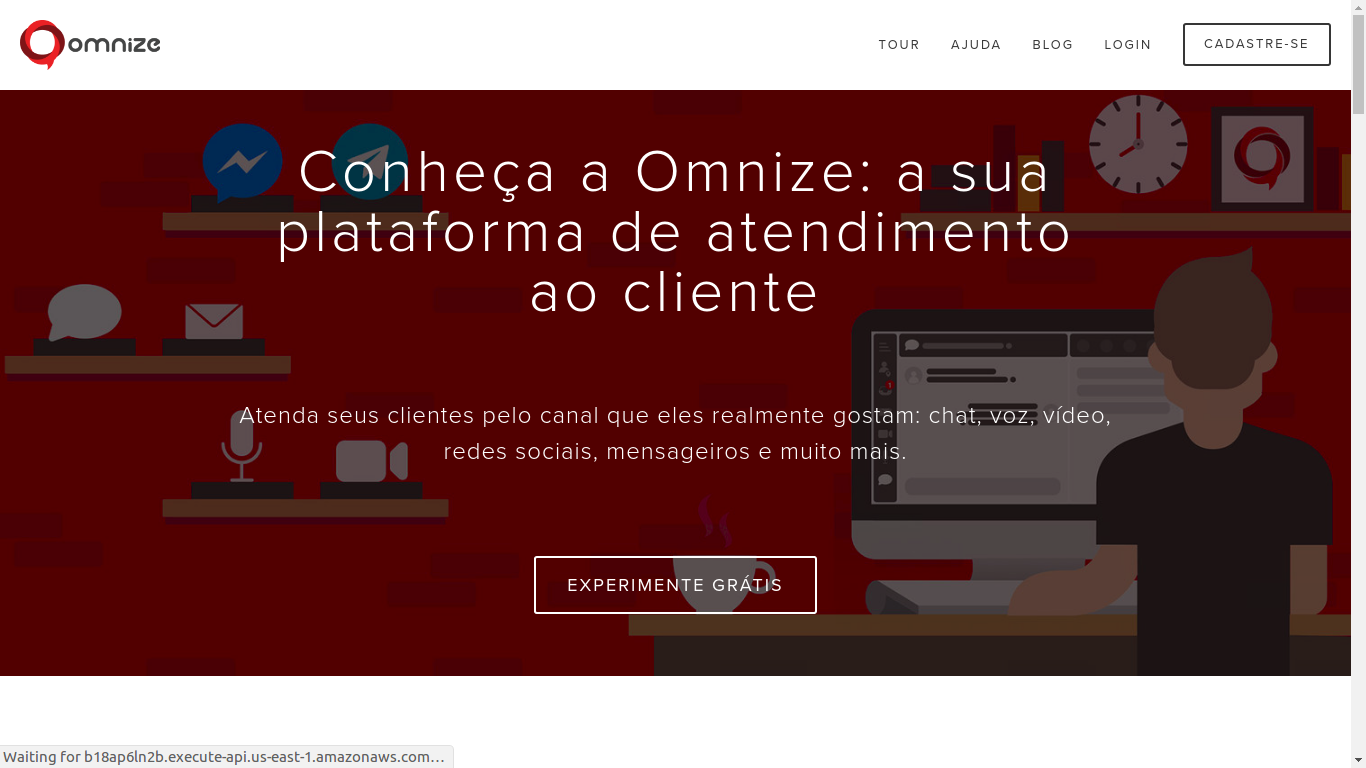 omnize
TOUR
AJUDA
BLOG
LOGIN
CADASTRE-SE
Conheça a Omnize: a sua
plataforma de atendimento
ao cliente
1
Atenda seus clientes pelo canal que eles realmente gostam: chat, voz, vídeo,
redes sociais, mensageiros e muito mais.
EXPERIMENTE GRÁTIS
Waiting for b18ap6ln2b.execute-api.us-east-1.amazonaws.com…